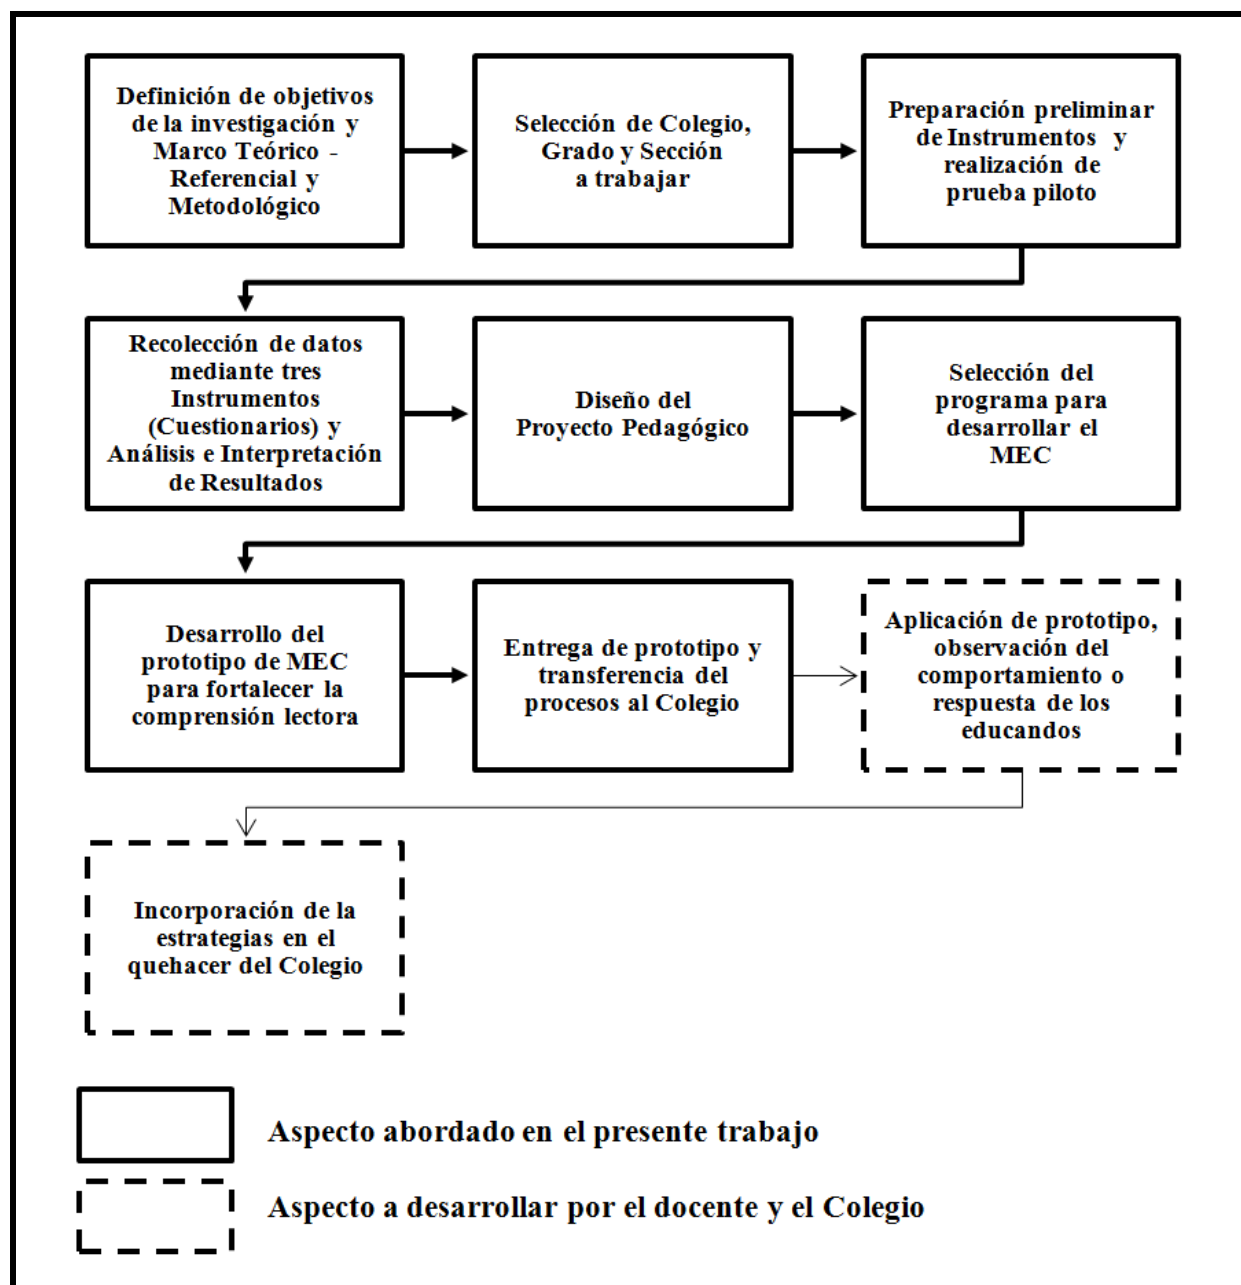 Definición de objetivos
de la investigación y
Marco Teórico -
Referencial y
Metodológico
Selección de Colegio,
Grado y Sección
a trabajar
Preparación preliminar
de Instrumentos y
realización de
prueba piloto
Recolección de datos
mediante tres
Instrumentos
(Cuestionarios) y
Análisis e Interpretación
de Resultados
Diseño del
Proyecto Pedagógico
Selección del
programa para
desarrollar el
MEC
Desarrollo del
prototipo de MEC
para fortalecer la
comprensión lectora
Entrega de prototipo y
transferencia del
procesos al Colegio
Aplicación de prototipo,
observación del
comportamiento o
respuesta de los
educandos
Incorporación de la
estrategias en el
quehacer del Colegio
Aspecto abordado en el presente trabajo
Aspecto a desarrollar por el docente y el Colegio